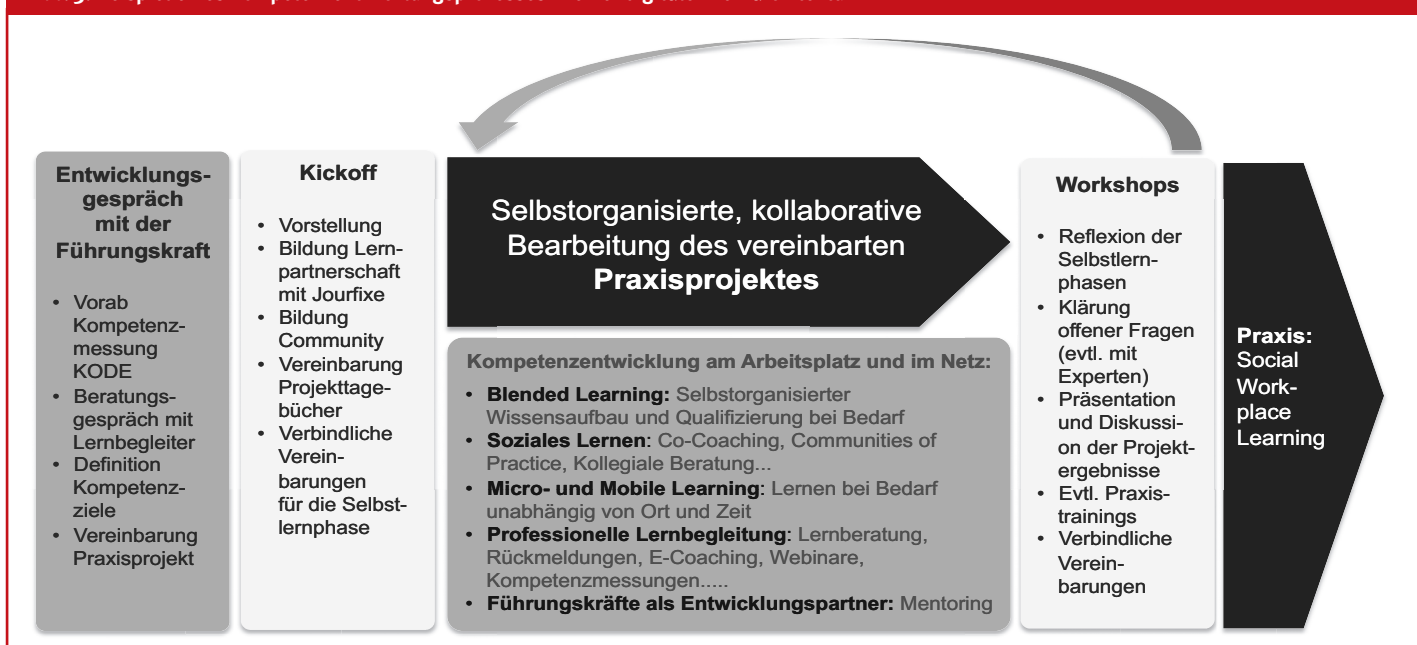 Entwicklungs-
gespräch
mit der
Führungskraft
• Vorab
Kompetenz-
messung
KODE
• Beratungs-
gespräch mit
Lernbegleiter
• Definition
Kompetenz-
ziele
• Vereinbarung
Praxisprojekt
Kickoff
• Vorstellung
• Bildung Lern-
partnerschaft
mit Jourfixe
• Bildung
Community
• Vereinbarung
Projekttage-
bücher
• Verbindliche
Verein-
barungen
für die Selbst-
lernphase
Selbstorganisierte, kollaborative
Bearbeitung des vereinbarten
Praxisprojektes
Kompetenzentwicklung am Arbeitsplatz und im Netz:
• Blended Learning: Selbstorganisierter
Wissensaufbau und Qualifizierung bei Bedarf
• Soziales Lernen: Co-Coaching, Communities of
Practice, Kollegiale Beratung...
• Micro- und Mobile Learning: Lernen bei Bedarf
unabhängig von Ort und Zeit
• Professionelle Lernbegleitung: Lernberatung,
Rückmeldungen, E-Coaching, Webinare,
Kompetenzmessungen.....
• Führungskräfte als Entwicklungspartner: Mentoring
Workshops
• Reflexion der
Selbstlern-
phasen
• Klärung
offener Fragen
(evtl. mit
Experten)
• Präsentation
und Diskussi-
on der Projekt-
ergebnisse
• Evtl. Praxis-
trainings
• Verbindliche
Verein-
barungen
Praxis:
Social
Work-
place
Learning